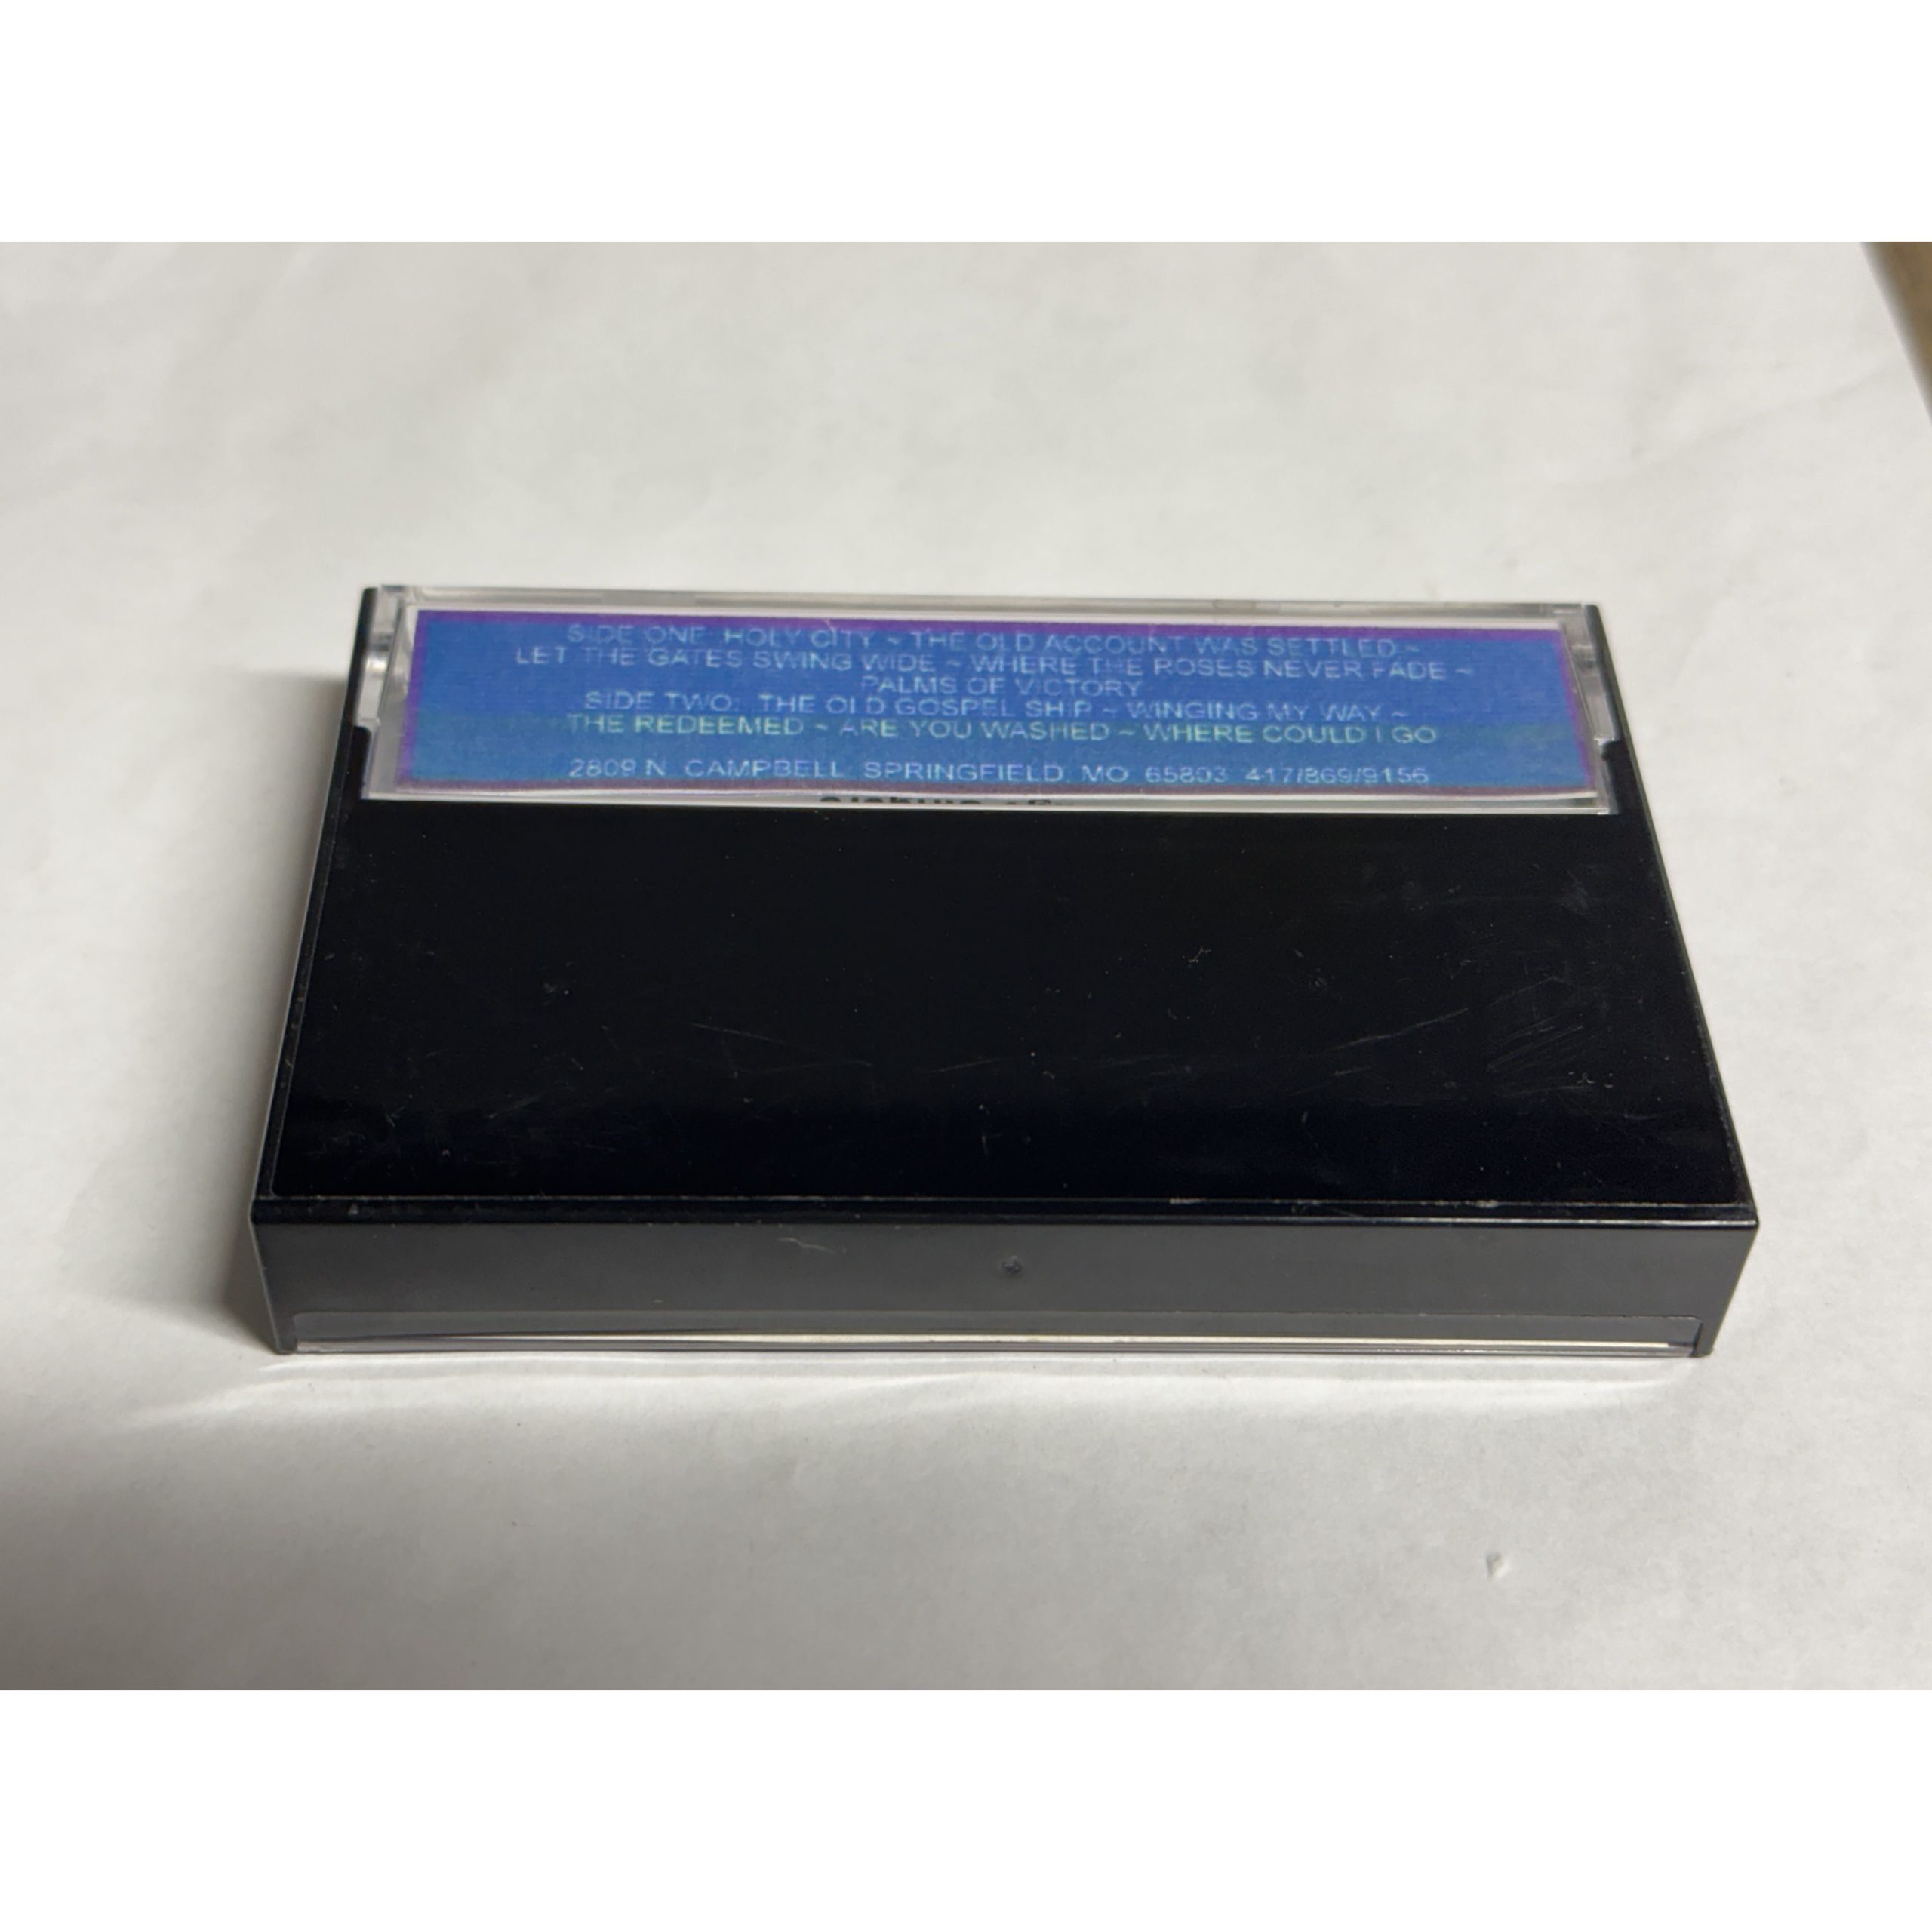 SIDE ONE: HOLY CITY ~ THE OLD ACCOUNT WAS SETTLED ~
LET THE GATES SWING WIDE ~ WHERE THE ROSES NEVER FADE ~
PALMS OF VICTORY
SIDE TWO: THE OLD GOSPEL SHIP ~ WINGING MY WAY ~
THE REDEEMED ~ ARE YOU WASHED ~ WHERE COULD I GO
2809 N. CAMPBELL, SPRINGFIELD, MO 65803 417/869/9156